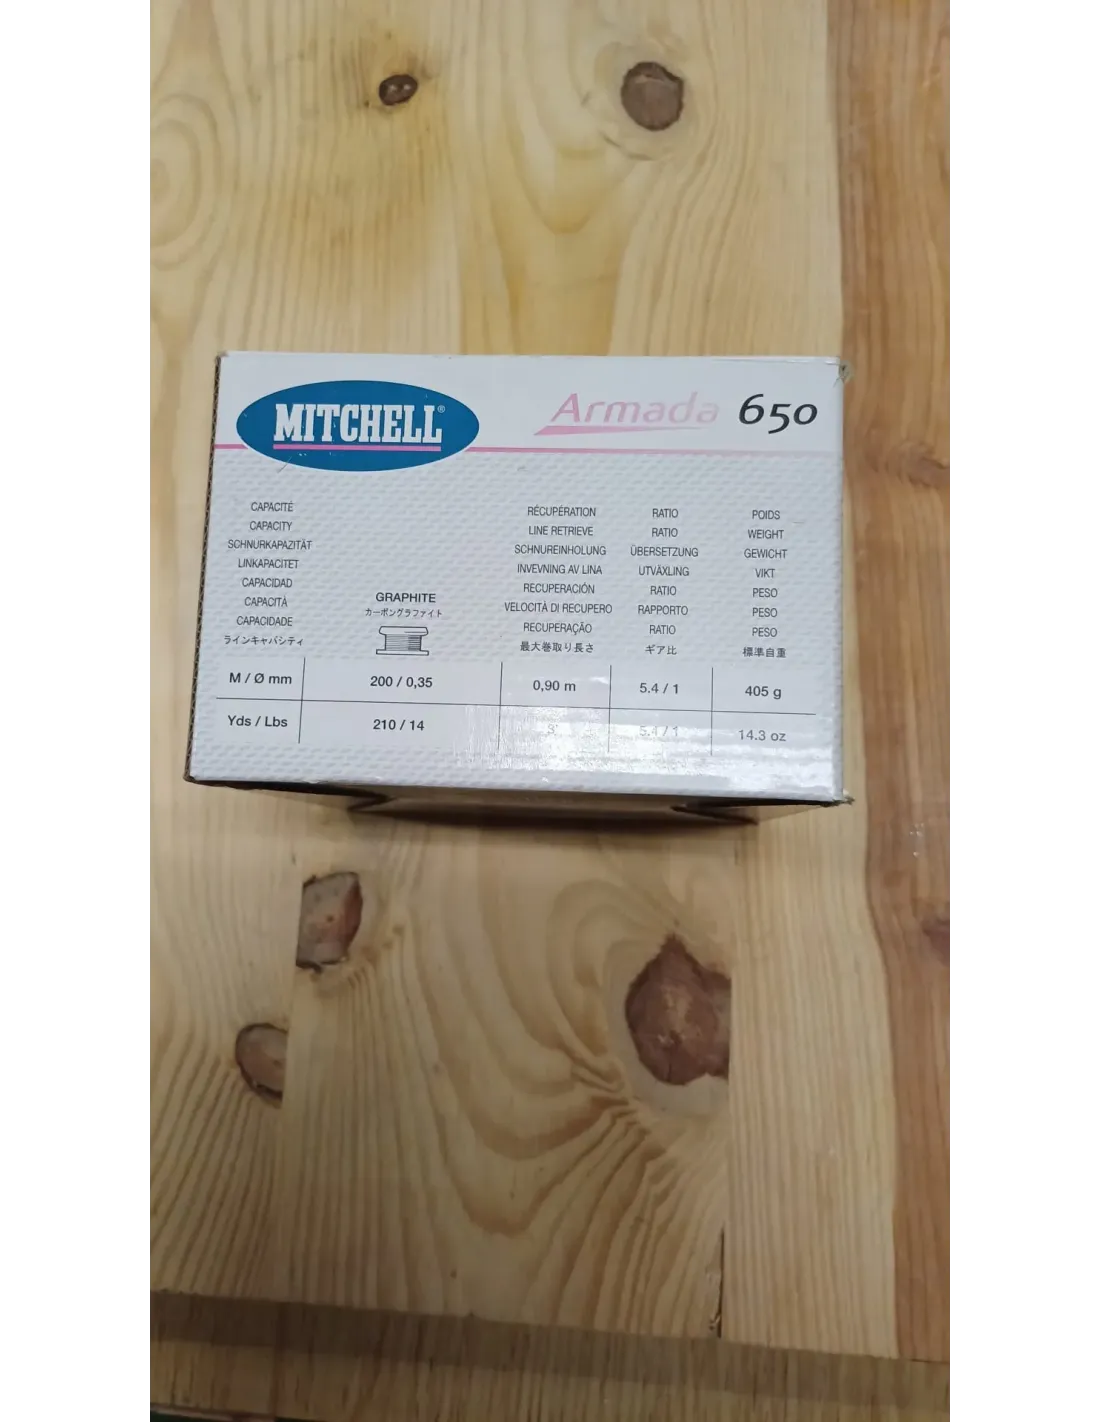 MITCHELL®
Armada 650
CAPACITÉ
CAPACITY
SCHNURKAPAZITÄT
LINKAPACITET
CAPACIDAD
CAPACITÀ
CAPACIDADE
ラインキャパシティ
GRAPHITE
カーボングラファイト
RÉCUPÉRATION
LINE RETRIEVE
SCHNUREINHOLUNG
INVEVNING AV LINA
RECUPERACIÓN
VELOCITÀ DI RECUPERO
RECUPERAÇÃO
最大巻取り長さ
RATIO
RATIO
ÜBERSETZUNG
UTVÄXLING
RATIO
RAPPORTO
RATIO
ギア比
POIDS
WEIGHT
GEWICHT
VIKT
PESO
PESO
PESO
標準自重
M / Ø mm 200 / 0,35 0,90 m 5.4 / 1 405 g
Yds / Lbs 210 / 14 3' 5.4 / 1 14.3 oz